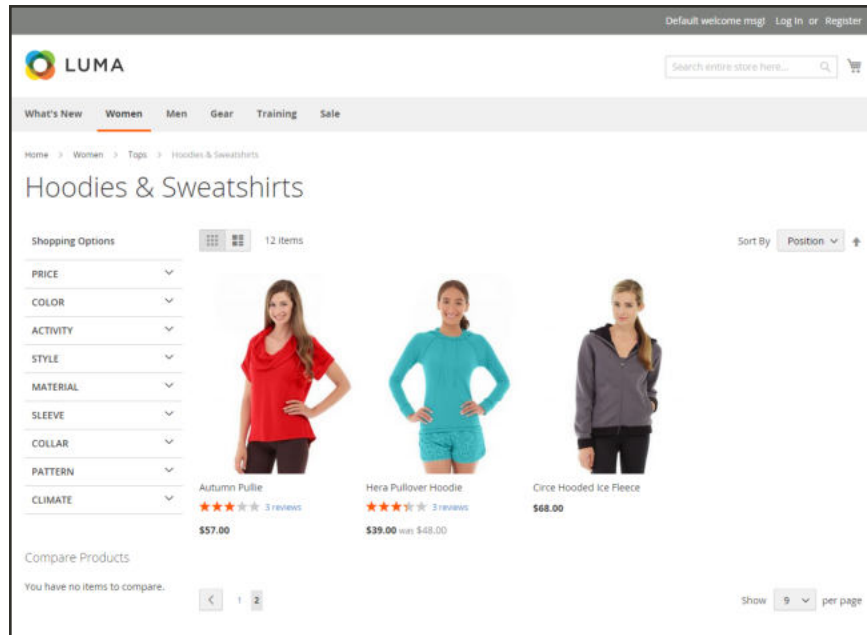 Default welcome msg! Log In or Register
LUMA
Search entire store here...
What's New Women Men Gear Training Sale
Home > Women > Tops > Hoodies & Sweatshirts
Hoodies & Sweatshirts
Shopping Options
12 items
Sort By Position
PRICE
COLOR
ACTIVITY
STYLE
MATERIAL
SLEEVE
COLLAR
PATTERN
CLIMATE
Autumn Pullie
3 reviews
$57.00
Hera Pullover Hoodie
3 reviews
$39.00 was $48.00
Circe Hooded Ice Fleece
$68.00
Compare Products
You have no items to compare.
1 2
Show 9 per page